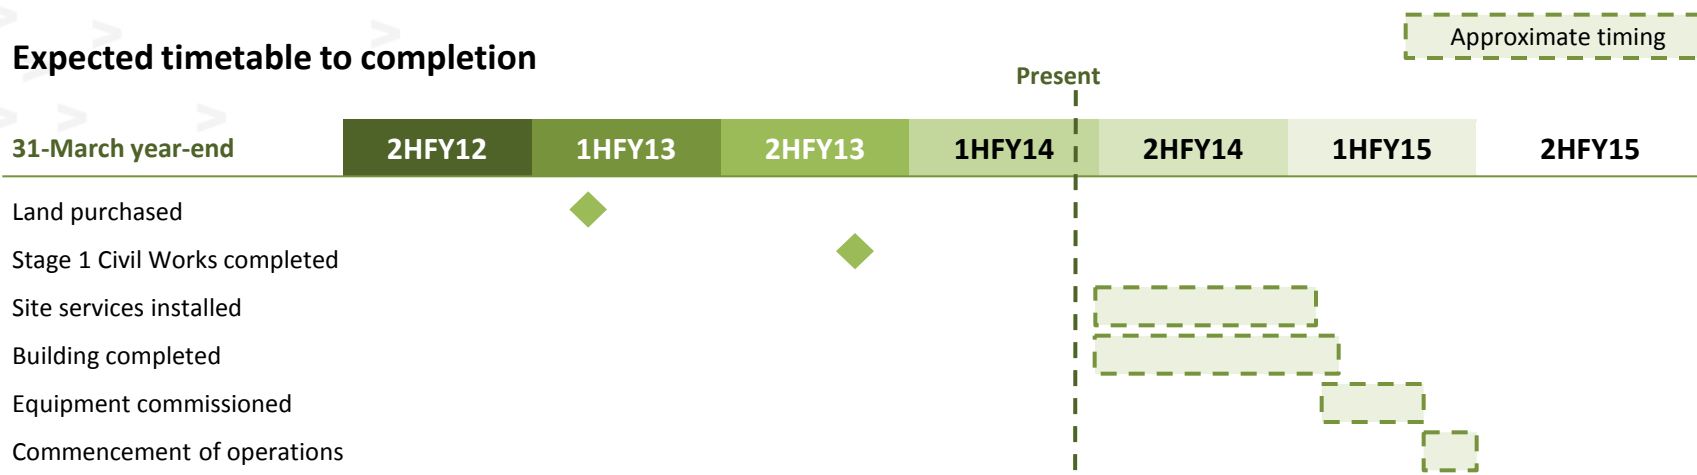 Approximate timing
Expected timetable to completion
Present
31-March year-end 2HFY12 1HFY13 2HFY13 1HFY14 2HFY14 1HFY15 2HFY15
Land purchased
Stage 1 Civil Works completed
Site services installed
Building completed
Equipment commissioned
Commencement of operations